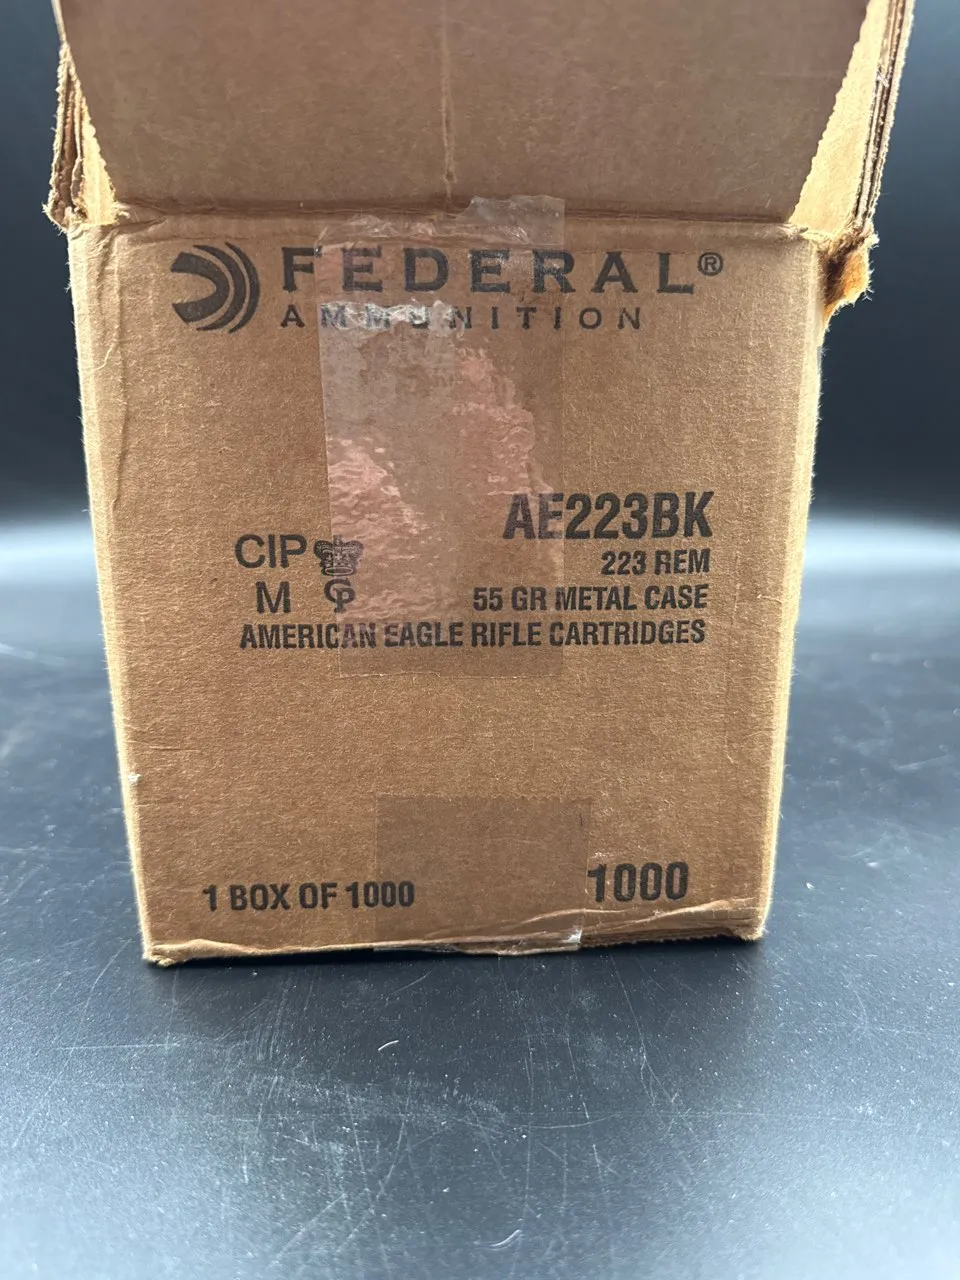 FEDERAL®
AMMUNITION
AE223BK
CIP
223 REM
M GP
55 GR METAL CASE
AMERICAN EAGLE RIFLE CARTRIDGES
1 BOX OF 1000
1000